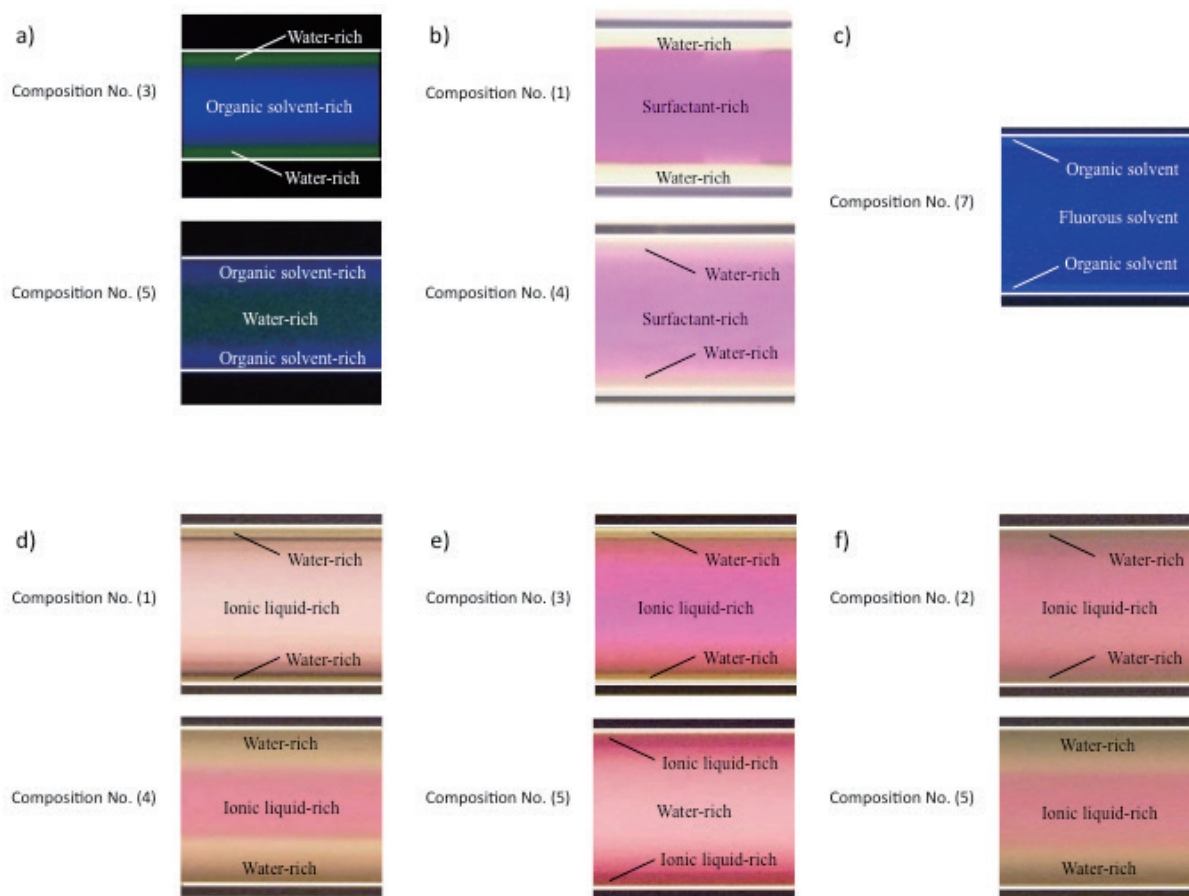 a)
Composition No. (3)
Water-rich
Organic solvent-rich
Water-rich
Composition No. (5)
Organic solvent-rich
Water-rich
Organic solvent-rich
b)
Composition No. (1)
Water-rich
Surfactant-rich
Water-rich
Composition No. (4)
Water-rich
Surfactant-rich
Water-rich
c)
Composition No. (7)
Organic solvent
Fluorous solvent
Organic solvent
d)
Composition No. (1)
Water-rich
Ionic liquid-rich
Water-rich
Composition No. (4)
Water-rich
Ionic liquid-rich
Water-rich
e)
Composition No. (3)
Water-rich
Ionic liquid-rich
Water-rich
Composition No. (5)
Ionic liquid-rich
Water-rich
Ionic liquid-rich
f)
Composition No. (2)
Water-rich
Ionic liquid-rich
Water-rich
Composition No. (5)
Water-rich
Ionic liquid-rich
Water-rich